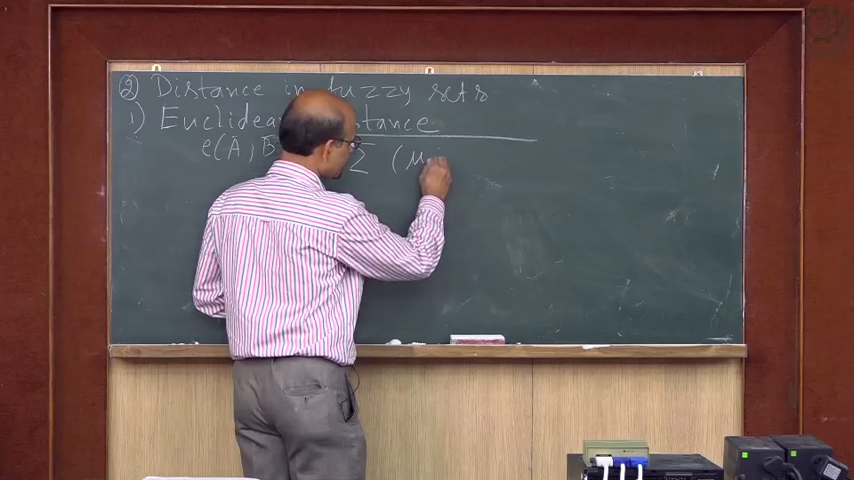 ② Distance in fuzzy sets
1) Euclidean distance
e(A, B Σ (μ